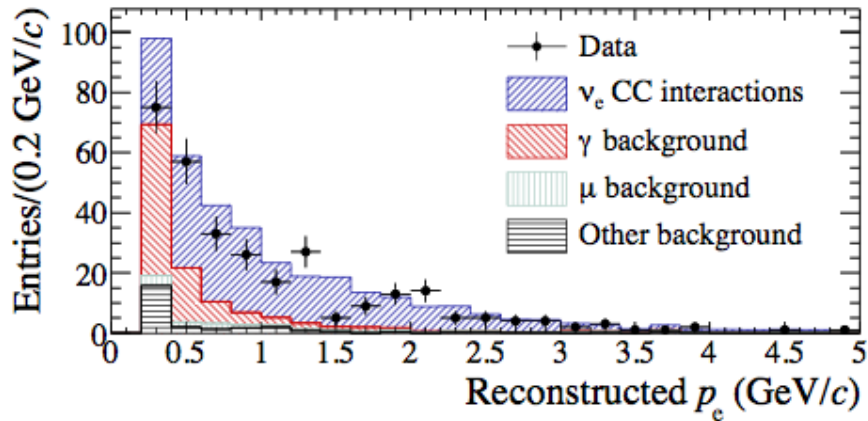 Entries/(0.2 GeV/c)
100
80
60
40
20
0
Data
νe CC interactions
γ background
μ background
Other background
0 0.5 1 1.5 2 2.5 3 3.5 4 4.5 5
Reconstructed pe (GeV/c)